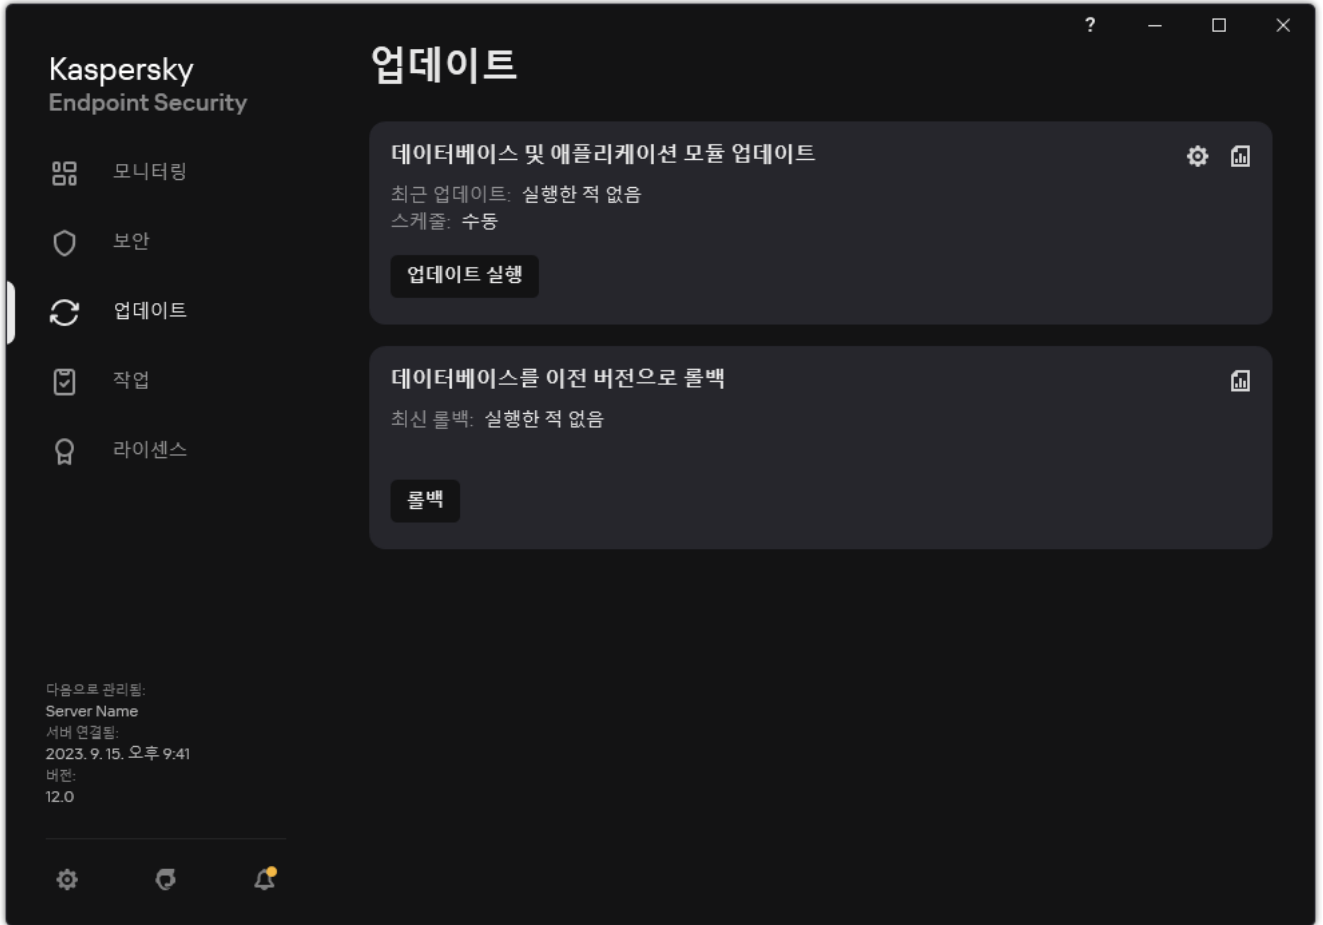 ?
Kaspersky
Endpoint Security
모니터링
보안
업데이트
작업
라이센스
다음으로 관리됨:
Server Name
서버 연결됨:
2023. 9. 15. 오후 9:41
버전:
12.0
업데이트
데이터베이스 및 애플리케이션 모듈 업데이트
최근 업데이트: 실행한 적 없음
스케줄: 수동
업데이트 실행
데이터베이스를 이전 버전으로 롤백
최신 롤백: 실행한 적 없음
롤백